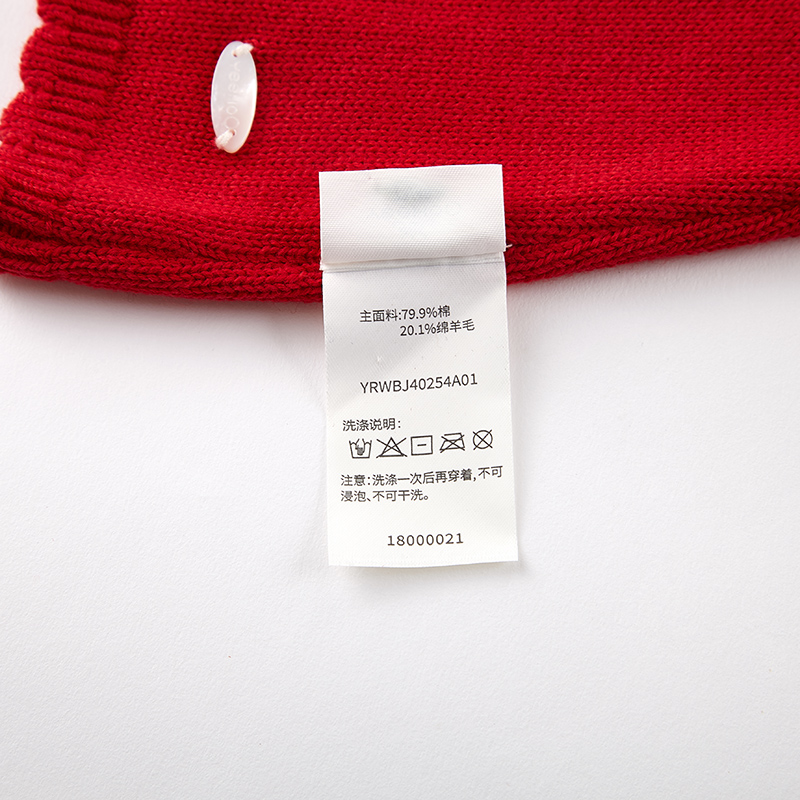 yeehoO
主面料:79.9%棉
20.1%绵羊毛
YRWBJ40254A01
洗涤说明:
注意:洗涤一次后再穿着,不可
浸泡、不可干洗。
18000021